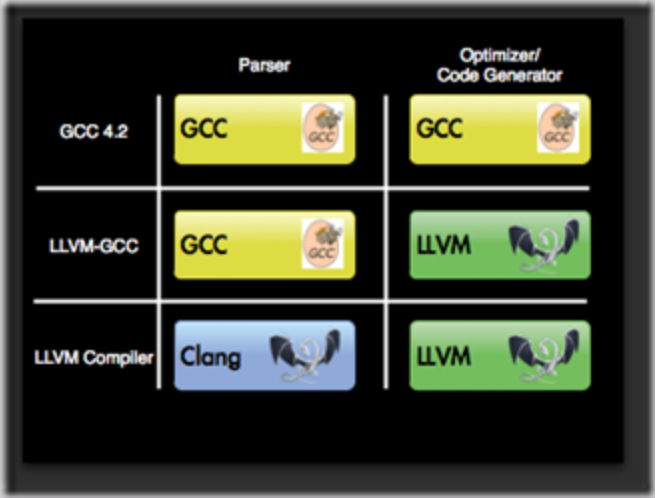 Parser
Optimizer/
Code Generator
GCC 4.2
GCC
GCC
GCC
GCC
LLVM-GCC
GCC
GCC
LLVM
LLVM Compiler
Clang
LLVM